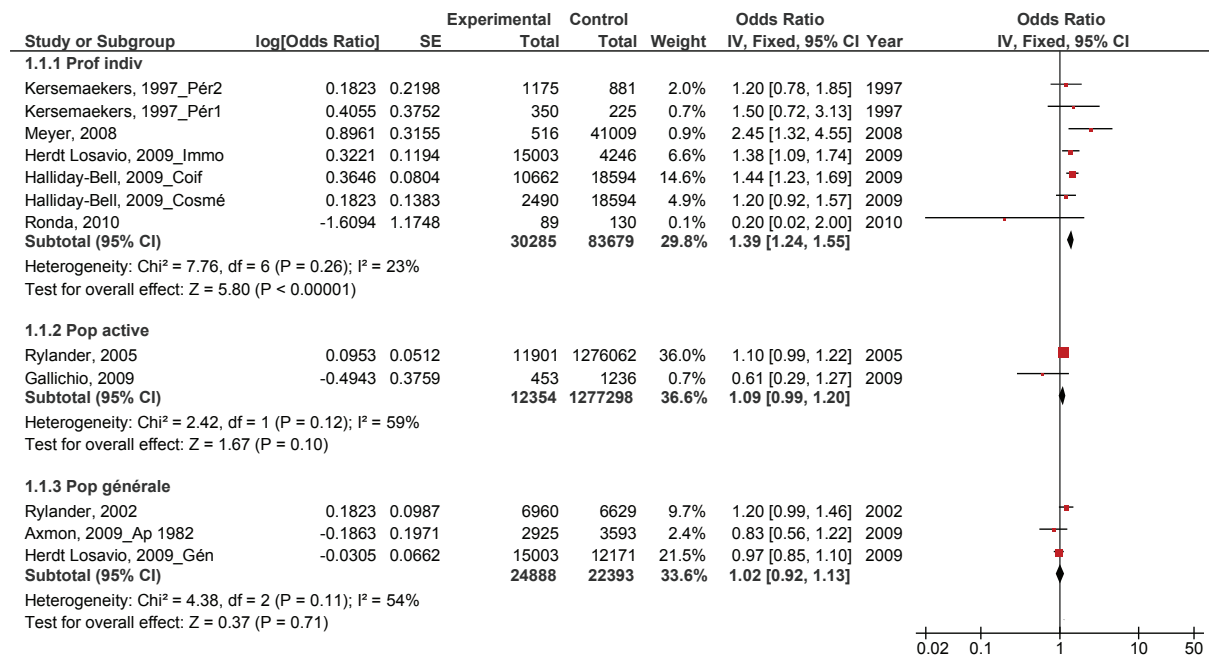 Experimental Control Odds Ratio Odds Ratio
Study or Subgroup log[Odds Ratio] SE Total Total Weight IV, Fixed, 95% CI Year IV, Fixed, 95% CI
1.1.1 Prof indiv
Kersemaekers, 1997_Pér2 0.1823 0.2198 1175 881 2.0% 1.20 [0.78, 1.85] 1997
Kersemaekers, 1997_Pér1 0.4055 0.3752 350 225 0.7% 1.50 [0.72, 3.13] 1997
Meyer, 2008 0.8961 0.3155 516 41009 0.9% 2.45 [1.32, 4.55] 2008
Herdt Losavio, 2009_Immo 0.3221 0.1194 15003 4246 6.6% 1.38 [1.09, 1.74] 2009
Halliday-Bell, 2009_Coif 0.3646 0.0804 10662 18594 14.6% 1.44 [1.23, 1.69] 2009
Halliday-Bell, 2009_Cosmé 0.1823 0.1383 2490 18594 4.9% 1.20 [0.92, 1.57] 2009
Ronda, 2010 -1.6094 1.1748 89 130 0.1% 0.20 [0.02, 2.00] 2010
Subtotal (95% CI) 30285 83679 29.8% 1.39 [1.24, 1.55]
Heterogeneity: Chi² = 7.76, df = 6 (P = 0.26); I² = 23%
Test for overall effect: Z = 5.80 (P < 0.00001)
1.1.2 Pop active
Rylander, 2005 0.0953 0.0512 11901 1276062 36.0% 1.10 [0.99, 1.22] 2005
Gallichio, 2009 -0.4943 0.3759 453 1236 0.7% 0.61 [0.29, 1.27] 2009
Subtotal (95% CI) 12354 1277298 36.6% 1.09 [0.99, 1.20]
Heterogeneity: Chi² = 2.42, df = 1 (P = 0.12); I² = 59%
Test for overall effect: Z = 1.67 (P = 0.10)
1.1.3 Pop générale
Rylander, 2002 0.1823 0.0987 6960 6629 9.7% 1.20 [0.99, 1.46] 2002
Axmon, 2009_Ap 1982 -0.1863 0.1971 2925 3593 2.4% 0.83 [0.56, 1.22] 2009
Herdt Losavio, 2009_Gén -0.0305 0.0662 15003 12171 21.5% 0.97 [0.85, 1.10] 2009
Subtotal (95% CI) 24888 22393 33.6% 1.02 [0.92, 1.13]
Heterogeneity: Chi² = 4.38, df = 2 (P = 0.11); I² = 54%
Test for overall effect: Z = 0.37 (P = 0.71)
0.02 0.1 1 10 50